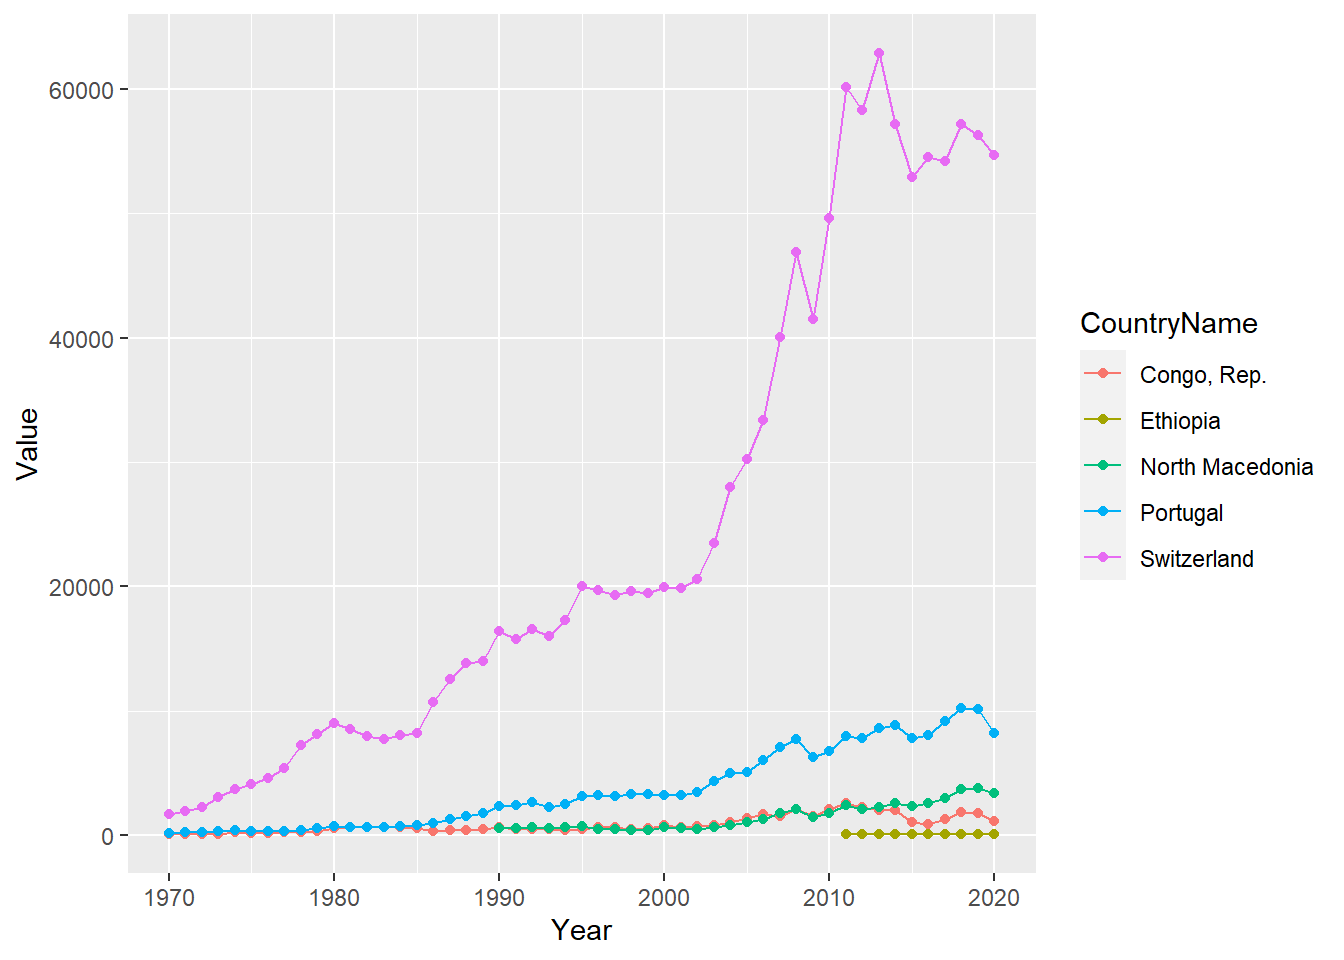 60000
40000
20000
0
Value
1970 1980 1990 2000 2010 2020
Year
CountryName
Congo, Rep.
Ethiopia
North Macedonia
Portugal
Switzerland